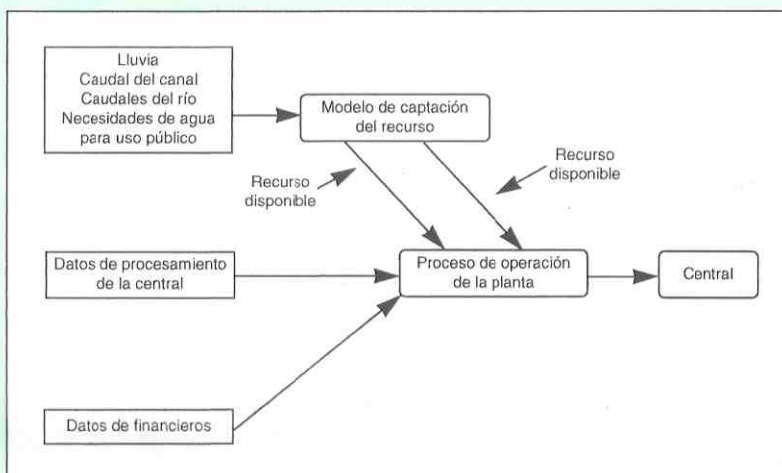 Lluvia
Caudal del canal
Caudales del río
Necesidades de agua
para uso público
Modelo de captación
del recurso
Recurso
disponible
Recurso
disponible
Datos de procesamiento
de la central
Proceso de operación
de la planta
Central
Datos de financieros